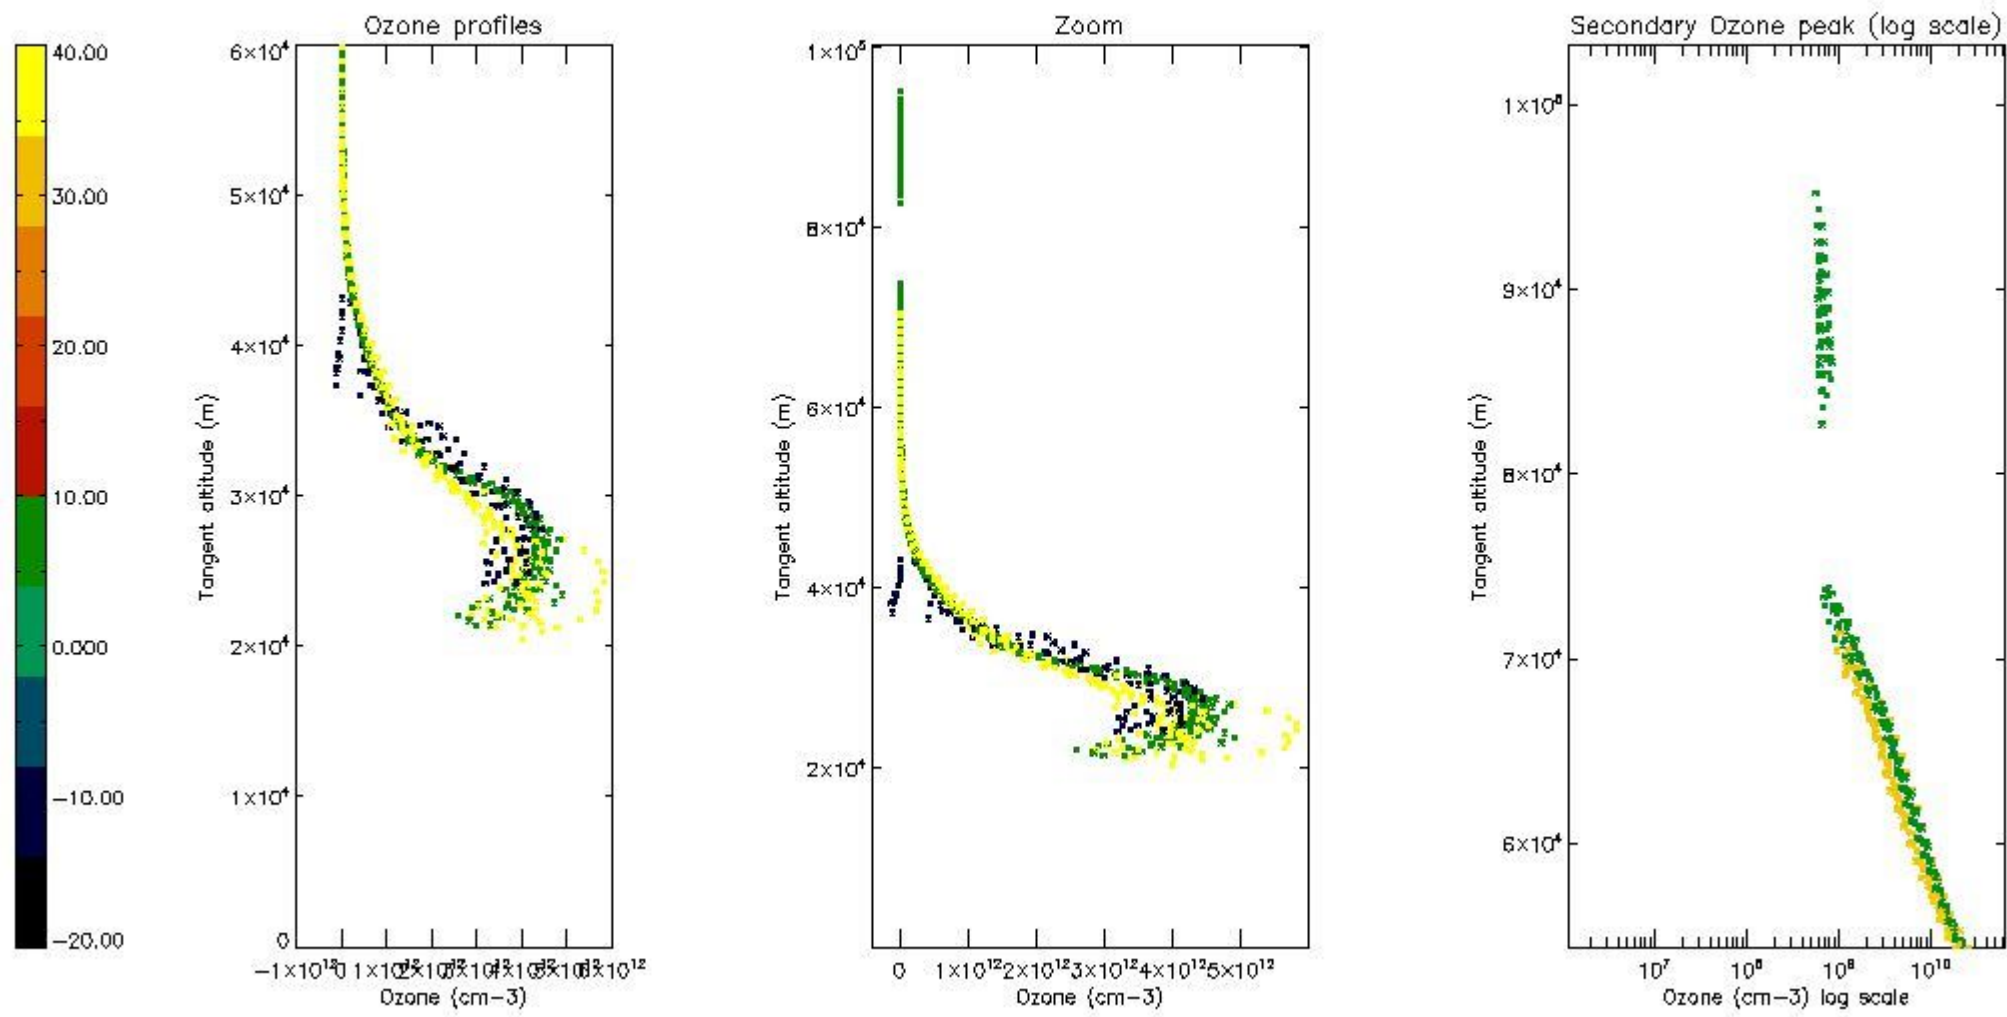 Ozone profiles
Zoom
Secondary Ozone peak (log scale)
40.00
30.00
20.00
10.00
0.000
-10.00
-20.00
6×10⁴
5×10⁴
4×10⁴
3×10⁴
2×10⁴
1×10⁴
0
Tangent altitude (m)
-1×10¹²
0
Ozone (cm-3)
1×10⁵
8×10⁴
6×10⁴
4×10⁴
2×10⁴
Tangent altitude (m)
0 1×10¹² 2×10¹² 3×10¹² 4×10¹² 5×10¹²
Ozone (cm-3)
9×10⁴
8×10⁴
7×10⁴
6×10⁴
Tangent altitude (m)
10⁷ 10⁸ 10⁹ 10¹⁰
Ozone (cm-3) log scale